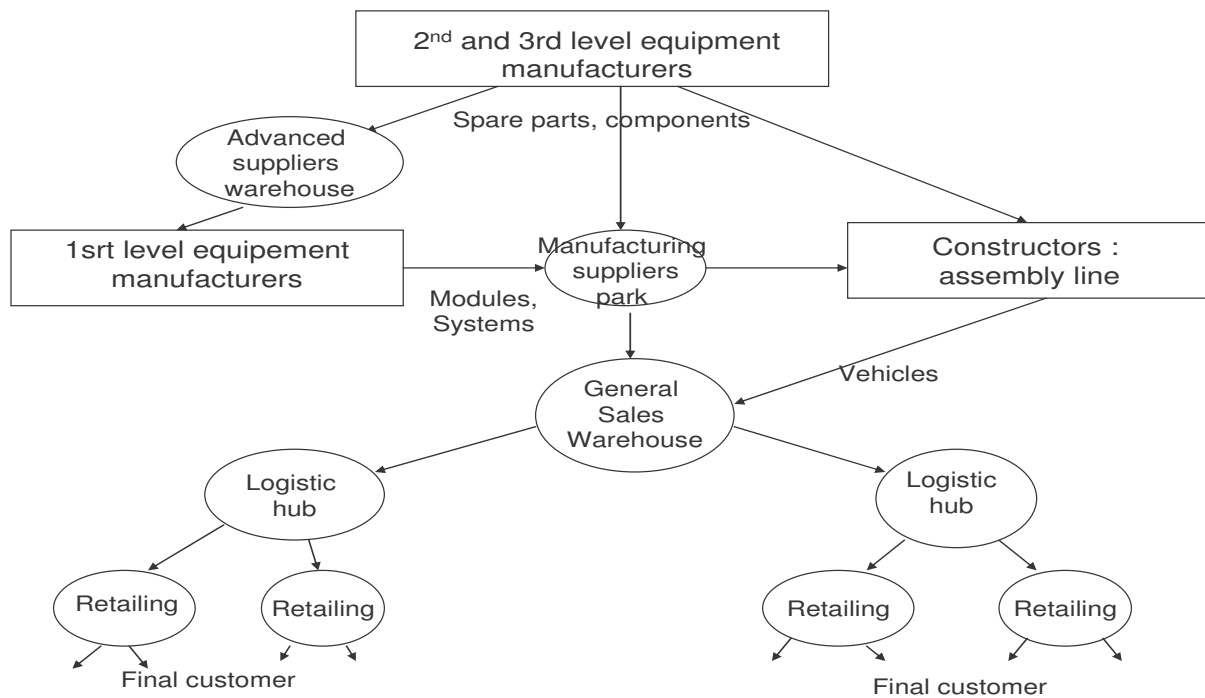 2nd and 3rd level equipment
manufacturers
Spare parts, components
Advanced
suppliers
warehouse
1srt level equipement
manufacturers
Manufacturing
suppliers
park
Constructors :
assembly line
Modules,
Systems
Vehicles
General
Sales
Warehouse
Logistic
hub
Logistic
hub
Retailing
Retailing
Retailing
Retailing
Final customer
Final customer